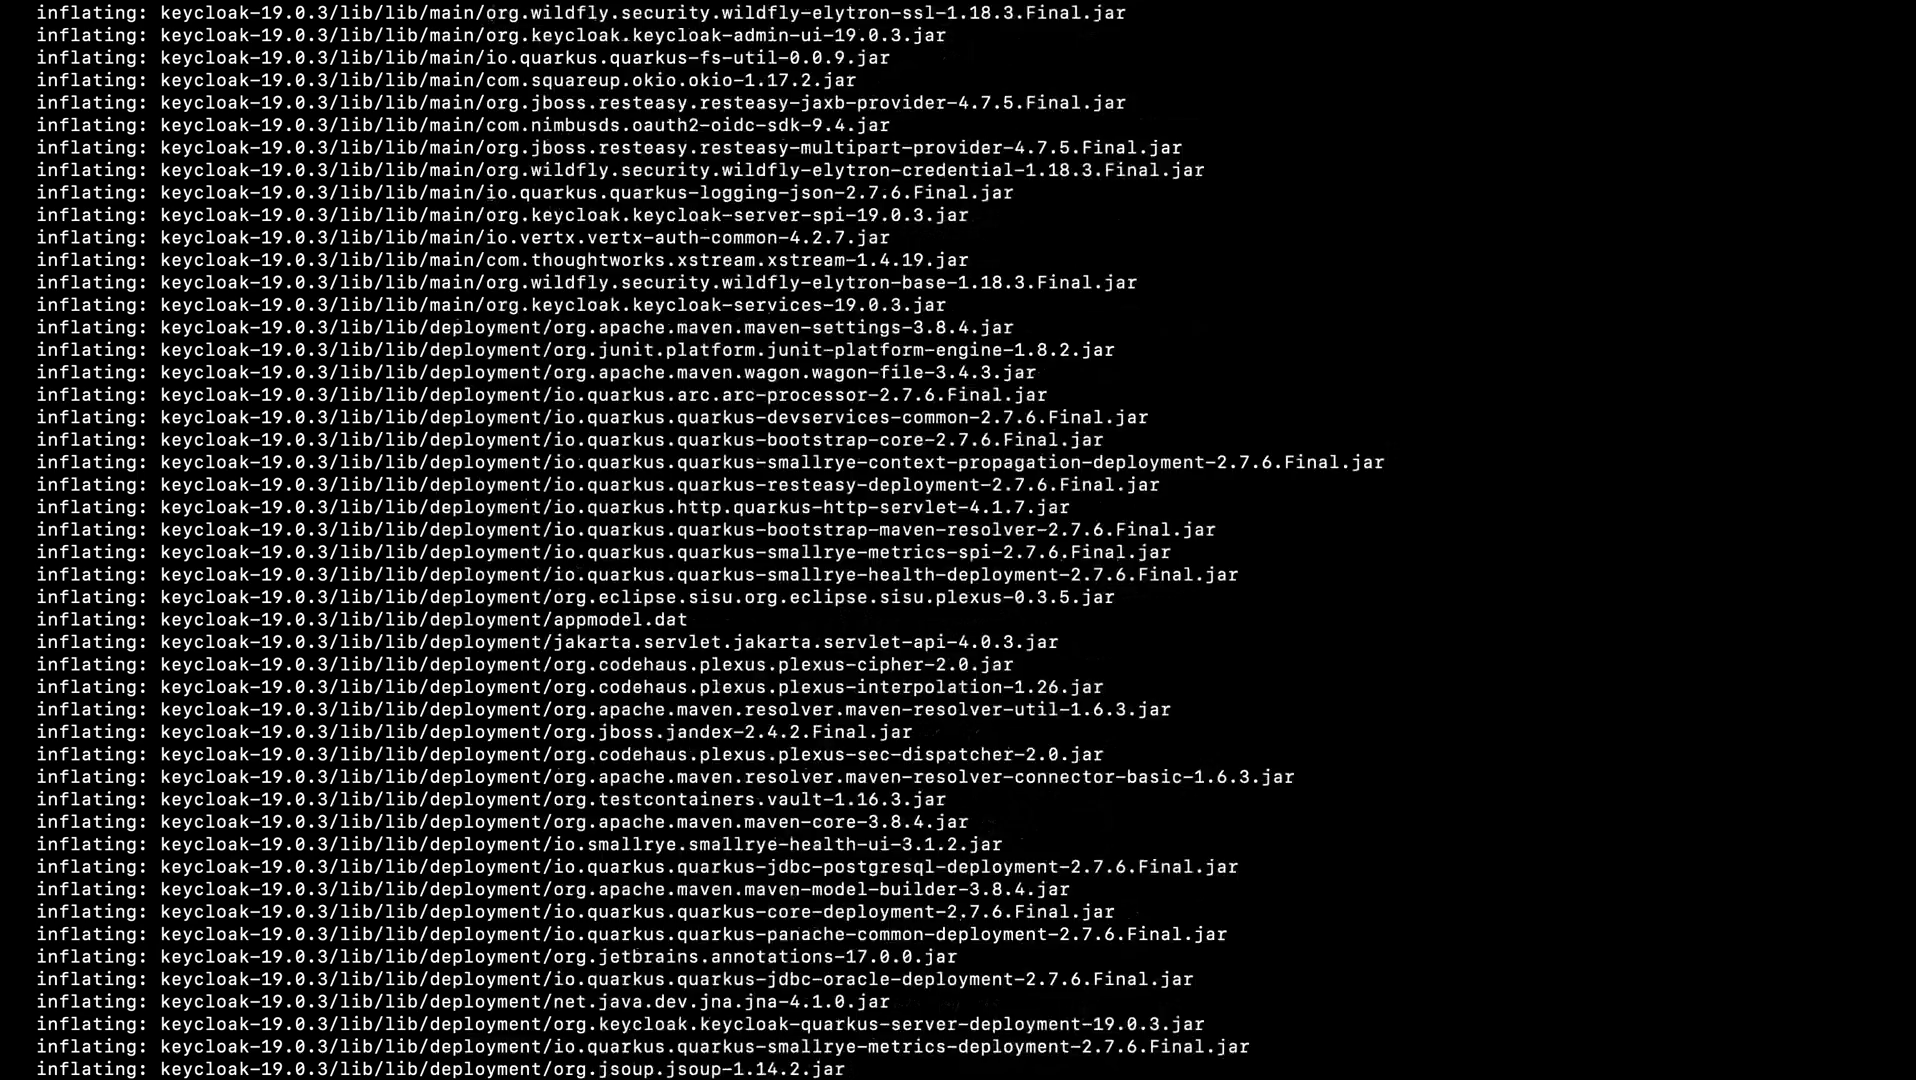 inflating: keycloak-19.0.3/lib/lib/main/org.wildfly.security.wildfly-elytron-ssl-1.18.3.Final.jar
inflating: keycloak-19.0.3/lib/lib/main/org.keycloak.keycloak-admin-ui-19.0.3.jar
inflating: keycloak-19.0.3/lib/lib/main/io.quarkus.quarkus-fs-util-0.0.9.jar
inflating: keycloak-19.0.3/lib/lib/main/com.squareup.okio.okio-1.17.2.jar
inflating: keycloak-19.0.3/lib/lib/main/org.jboss.resteasy.resteasy-jaxb-provider-4.7.5.Final.jar
inflating: keycloak-19.0.3/lib/lib/main/com.nimbusds.oauth2-oidc-sdk-9.4.jar
inflating: keycloak-19.0.3/lib/lib/main/org.jboss.resteasy.resteasy-multipart-provider-4.7.5.Final.jar
inflating: keycloak-19.0.3/lib/lib/main/org.wildfly.security.wildfly-elytron-credential-1.18.3.Final.jar
inflating: keycloak-19.0.3/lib/lib/main/io.quarkus.quarkus-logging-json-2.7.6.Final.jar
inflating: keycloak-19.0.3/lib/lib/main/org.keycloak.keycloak-server-spi-19.0.3.jar
inflating: keycloak-19.0.3/lib/lib/main/io.vertx.vertx-auth-common-4.2.7.jar
inflating: keycloak-19.0.3/lib/lib/main/com.thoughtworks.xstream.xstream-1.4.19.jar
inflating: keycloak-19.0.3/lib/lib/main/org.wildfly.security.wildfly-elytron-base-1.18.3.Final.jar
inflating: keycloak-19.0.3/lib/lib/main/org.keycloak.keycloak-services-19.0.3.jar
inflating: keycloak-19.0.3/lib/lib/deployment/org.apache.maven.maven-settings-3.8.4.jar
inflating: keycloak-19.0.3/lib/lib/deployment/org.junit.platform.junit-platform-engine-1.8.2.jar
inflating: keycloak-19.0.3/lib/lib/deployment/org.apache.maven.wagon.wagon-file-3.4.3.jar
inflating: keycloak-19.0.3/lib/lib/deployment/io.quarkus.arc.arc-processor-2.7.6.Final.jar
inflating: keycloak-19.0.3/lib/lib/deployment/io.quarkus.quarkus-devservices-common-2.7.6.Final.jar
inflating: keycloak-19.0.3/lib/lib/deployment/io.quarkus.quarkus-bootstrap-core-2.7.6.Final.jar
inflating: keycloak-19.0.3/lib/lib/deployment/io.quarkus.quarkus-smallrye-context-propagation-deployment-2.7.6.Final.jar
inflating: keycloak-19.0.3/lib/lib/deployment/io.quarkus.quarkus-resteasy-deployment-2.7.6.Final.jar
inflating: keycloak-19.0.3/lib/lib/deployment/io.quarkus.http.quarkus-http-servlet-4.1.7.jar
inflating: keycloak-19.0.3/lib/lib/deployment/io.quarkus.quarkus-bootstrap-maven-resolver-2.7.6.Final.jar
inflating: keycloak-19.0.3/lib/lib/deployment/io.quarkus.quarkus-smallrye-metrics-spi-2.7.6.Final.jar
inflating: keycloak-19.0.3/lib/lib/deployment/io.quarkus.quarkus-smallrye-health-deployment-2.7.6.Final.jar
inflating: keycloak-19.0.3/lib/lib/deployment/org.eclipse.sisu.org.eclipse.sisu.plexus-0.3.5.jar
inflating: keycloak-19.0.3/lib/lib/deployment/appmodel.dat
inflating: keycloak-19.0.3/lib/lib/deployment/jakarta.servlet.jakarta.servlet-api-4.0.3.jar
inflating: keycloak-19.0.3/lib/lib/deployment/org.codehaus.plexus.plexus-cipher-2.0.jar
inflating: keycloak-19.0.3/lib/lib/deployment/org.codehaus.plexus.plexus-interpolation-1.26.jar
inflating: keycloak-19.0.3/lib/lib/deployment/org.apache.maven.resolver.maven-resolver-util-1.6.3.jar
inflating: keycloak-19.0.3/lib/lib/deployment/org.jboss.jandex-2.4.2.Final.jar
inflating: keycloak-19.0.3/lib/lib/deployment/org.codehaus.plexus.plexus-sec-dispatcher-2.0.jar
inflating: keycloak-19.0.3/lib/lib/deployment/org.apache.maven.resolver.maven-resolver-connector-basic-1.6.3.jar
inflating: keycloak-19.0.3/lib/lib/deployment/org.testcontainers.vault-1.16.3.jar
inflating: keycloak-19.0.3/lib/lib/deployment/org.apache.maven.maven-core-3.8.4.jar
inflating: keycloak-19.0.3/lib/lib/deployment/io.smallrye.smallrye-health-ui-3.1.2.jar
inflating: keycloak-19.0.3/lib/lib/deployment/io.quarkus.quarkus-jdbc-postgresql-deployment-2.7.6.Final.jar
inflating: keycloak-19.0.3/lib/lib/deployment/org.apache.maven.maven-model-builder-3.8.4.jar
inflating: keycloak-19.0.3/lib/lib/deployment/io.quarkus.quarkus-core-deployment-2.7.6.Final.jar
inflating: keycloak-19.0.3/lib/lib/deployment/io.quarkus.quarkus-panache-common-deployment-2.7.6.Final.jar
inflating: keycloak-19.0.3/lib/lib/deployment/org.jetbrains.annotations-17.0.0.jar
inflating: keycloak-19.0.3/lib/lib/deployment/io.quarkus.quarkus-jdbc-oracle-deployment-2.7.6.Final.jar
inflating: keycloak-19.0.3/lib/lib/deployment/net.java.dev.jna.jna-4.1.0.jar
inflating: keycloak-19.0.3/lib/lib/deployment/org.keycloak.keycloak-quarkus-server-deployment-19.0.3.jar
inflating: keycloak-19.0.3/lib/lib/deployment/io.quarkus.quarkus-smallrye-metrics-deployment-2.7.6.Final.jar
inflating: keycloak-19.0.3/lib/lib/deployment/org.jsoup.jsoup-1.14.2.jar